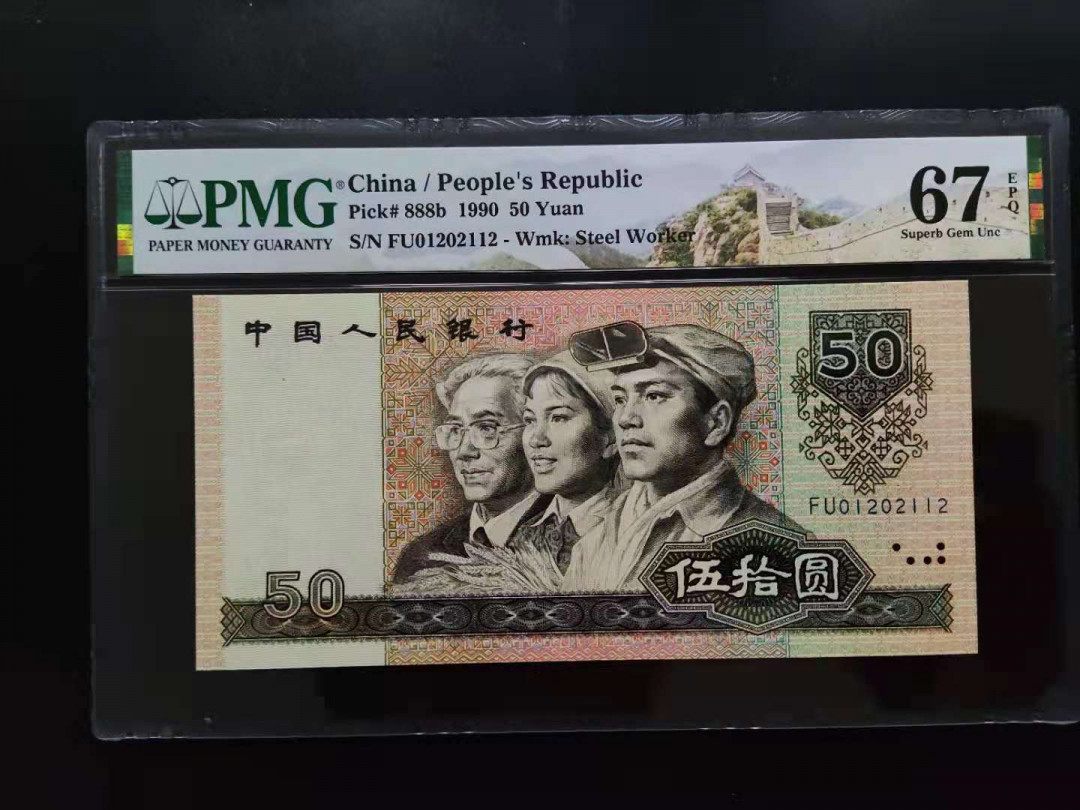 PMG®
PAPER MONEY GUARANTY
China / People's Republic
Pick# 888b 1990 50 Yuan
S/N FU01202112 - Wmk: Steel Worker
67
EPQ
Superb Gem Unc
中国人民银行
50
FU01202112
50
伍拾圆